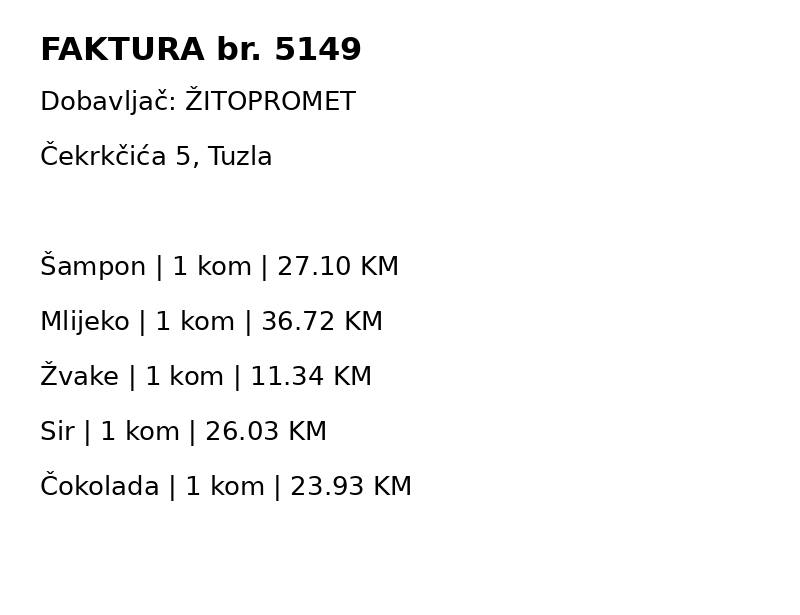 FAKTURA br. 5149
Dobavljač: ŽITOPROMET
Čekrkčića 5, Tuzla
Šampon | 1 kom | 27.10 KM
Mlijeko | 1 kom | 36.72 KM
Žvake | 1 kom | 11.34 KM
Sir | 1 kom | 26.03 KM
Čokolada | 1 kom | 23.93 KM